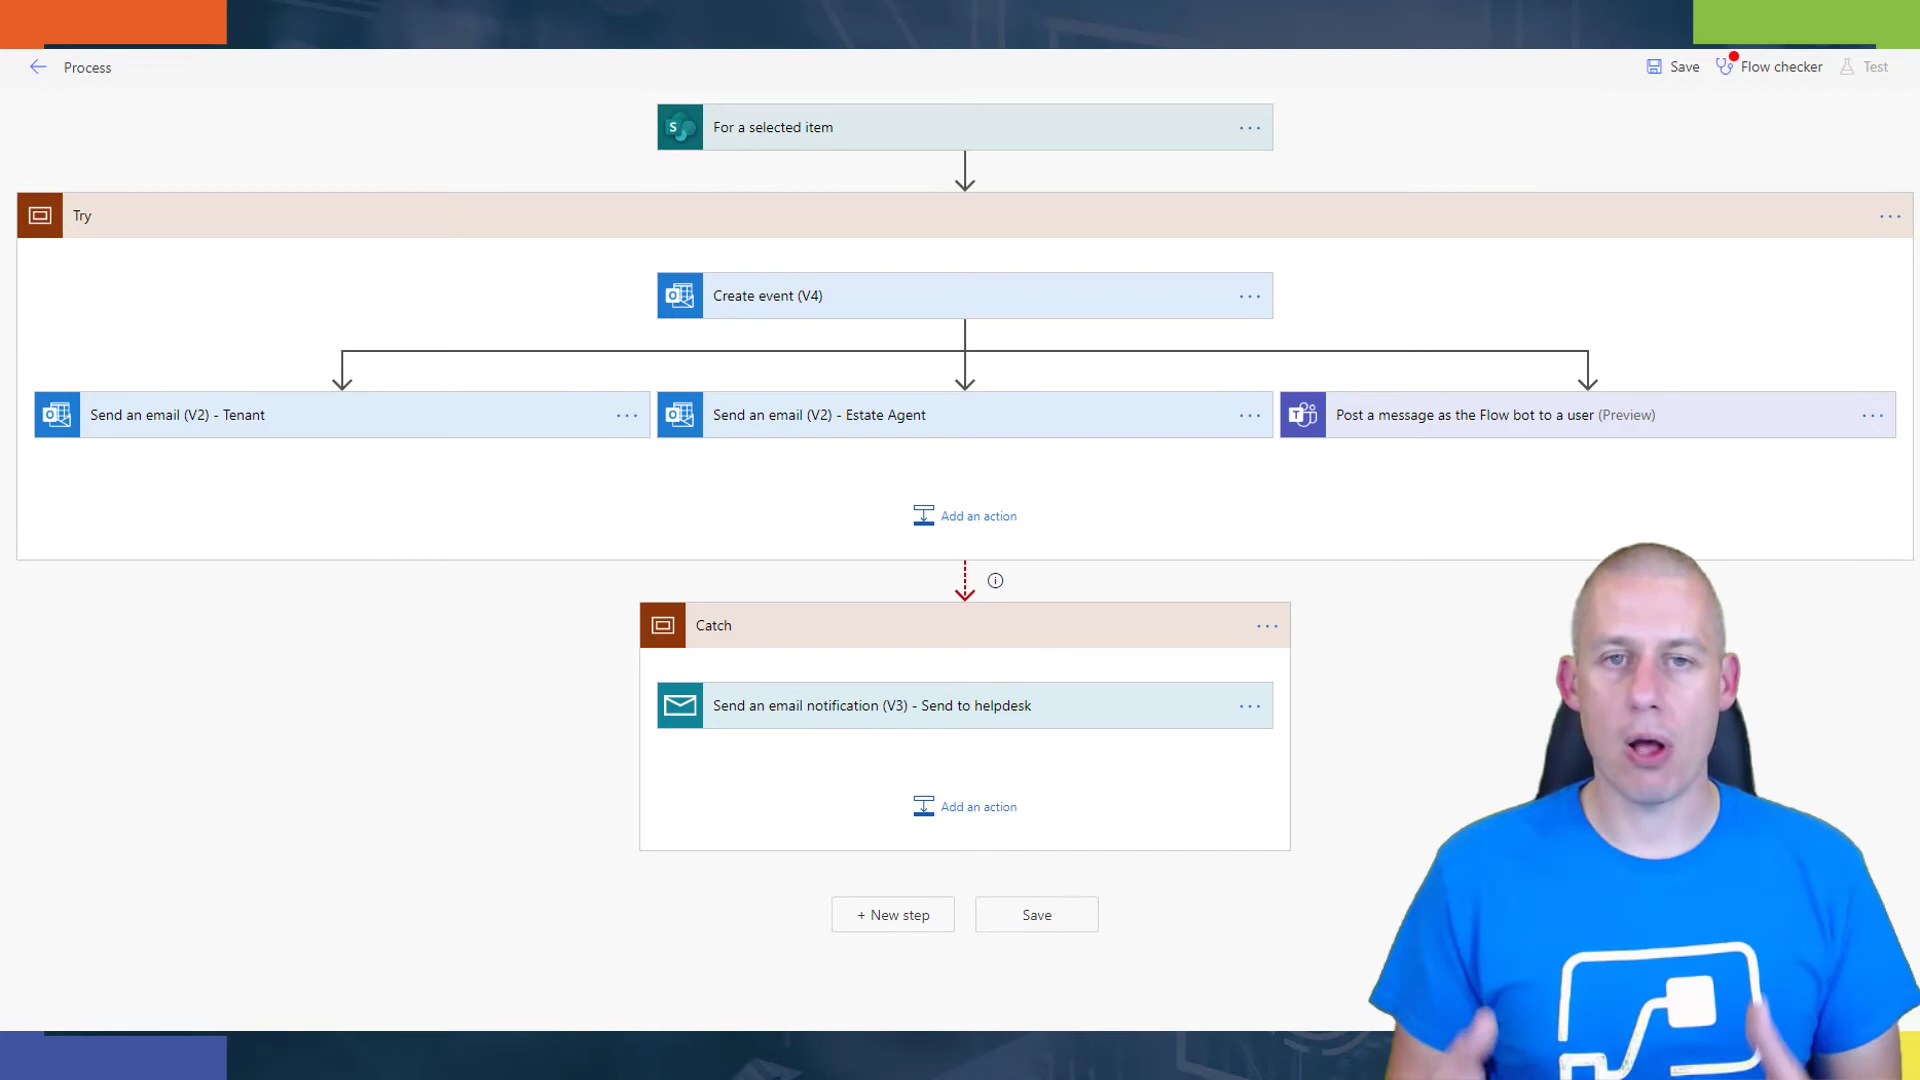 Process
Save
Flow checker
Test
S
For a selected item
Try
Create event (V4)
Send an email (V2) - Tenant
Send an email (V2) - Estate Agent
Post a message as the Flow bot to a user (Preview)
Add an action
Catch
Send an email notification (V3) - Send to helpdesk
Add an action
+ New step
Save